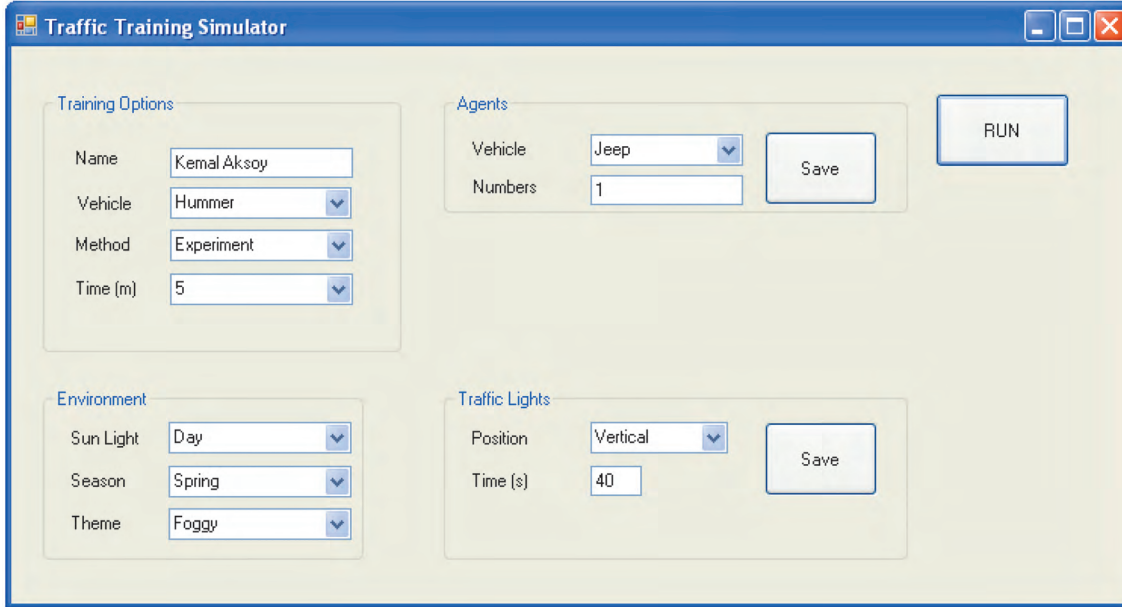 Traffic Training Simulator
Training Options
Name Kemal Aksoy
Vehicle Hummer
Method Experiment
Time (m) 5
Agents
Vehicle Jeep
Numbers 1
Save
RUN
Environment
Sun Light Day
Season Spring
Theme Foggy
Traffic Lights
Position Vertical
Time (s) 40
Save